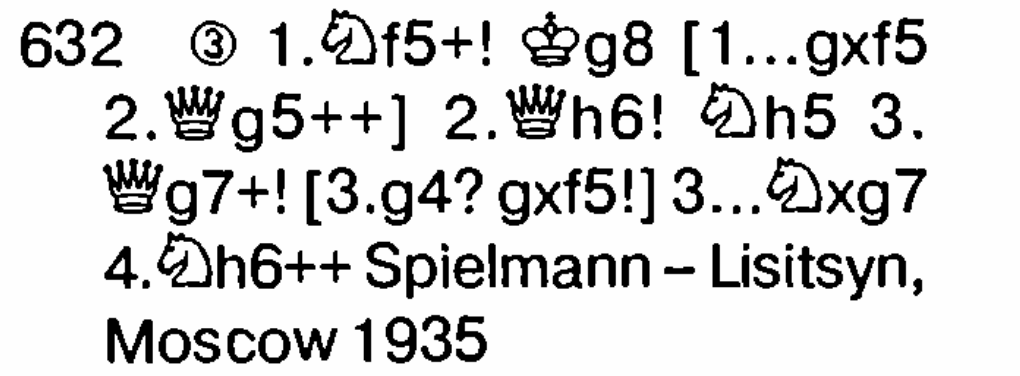 632 ③ 1.♘f5+! ♔g8 [1...gxf5
2.♕g5++] 2.♕h6! ♘h5 3.
♕g7+! [3.g4? gxf5!] 3...♘xg7
4.♘h6++ Spielmann – Lisitsyn,
Moscow 1935